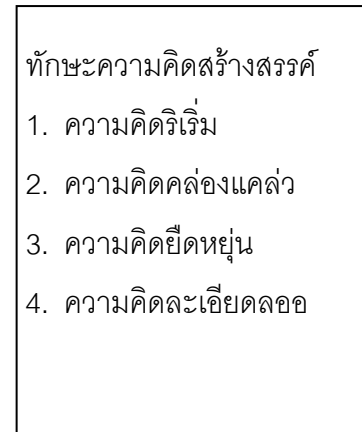 ทักษะความคิดสร้างสรรค์
1. ความคิดริเริ่ม
2. ความคิดคล่องแคล่ว
3. ความคิดยืดหยุ่น
4. ความคิดละเอียดลออ